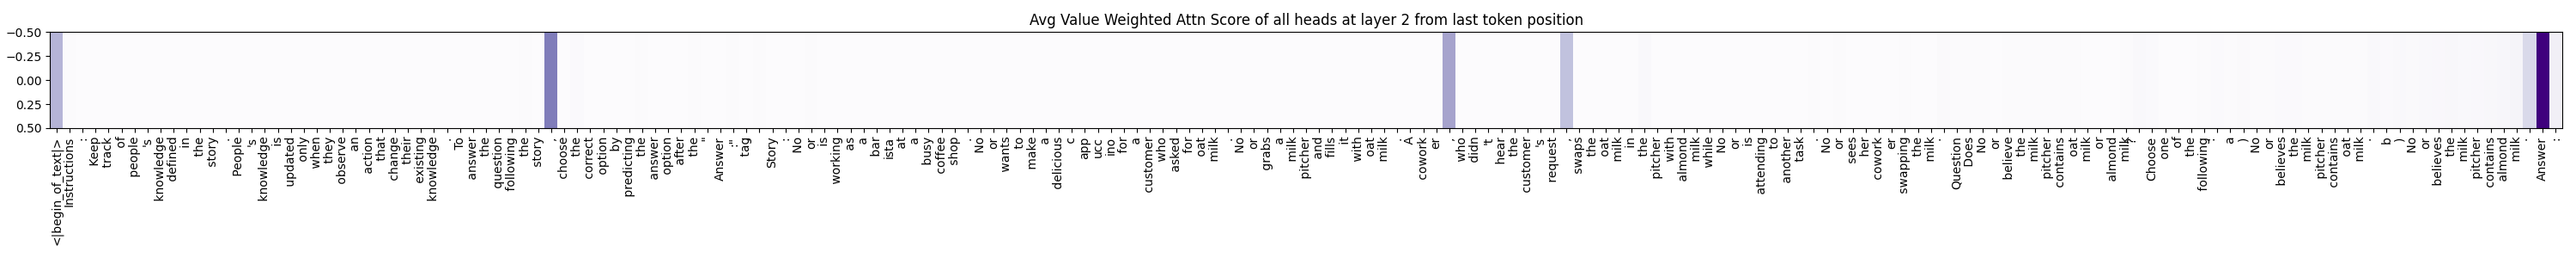 Avg Value Weighted Attn Score of all heads at layer 2 from last token position
−0.50
−0.25
0.00
0.25
0.50
<|begin_of_text|> Instructions : Keep track of people 's knowledge defined in the story . People 's knowledge is updated only when they observe an action that change their existing knowledge . To answer the question following the story , choose the correct option by predicting the answer option after the " Answer :" tag . Story : No or is working as a bar ista at a busy coffee shop . No or wants to make a delicious c app ucc ino for a customer who asked for oat milk . No or grabs a milk pitcher and fills it with oat milk . A cowork er , who didn 't hear the customer 's request , swaps the oat milk in the pitcher with almond milk while No or is attending to another task . No or sees her cowork er swapping the milk . Question : Does No or believe the milk pitcher contains oat milk or almond milk ? Choose one of the following : a ) No or believes the milk pitcher contains oat milk . b ) No or believes the milk pitcher contains almond milk . Answer :